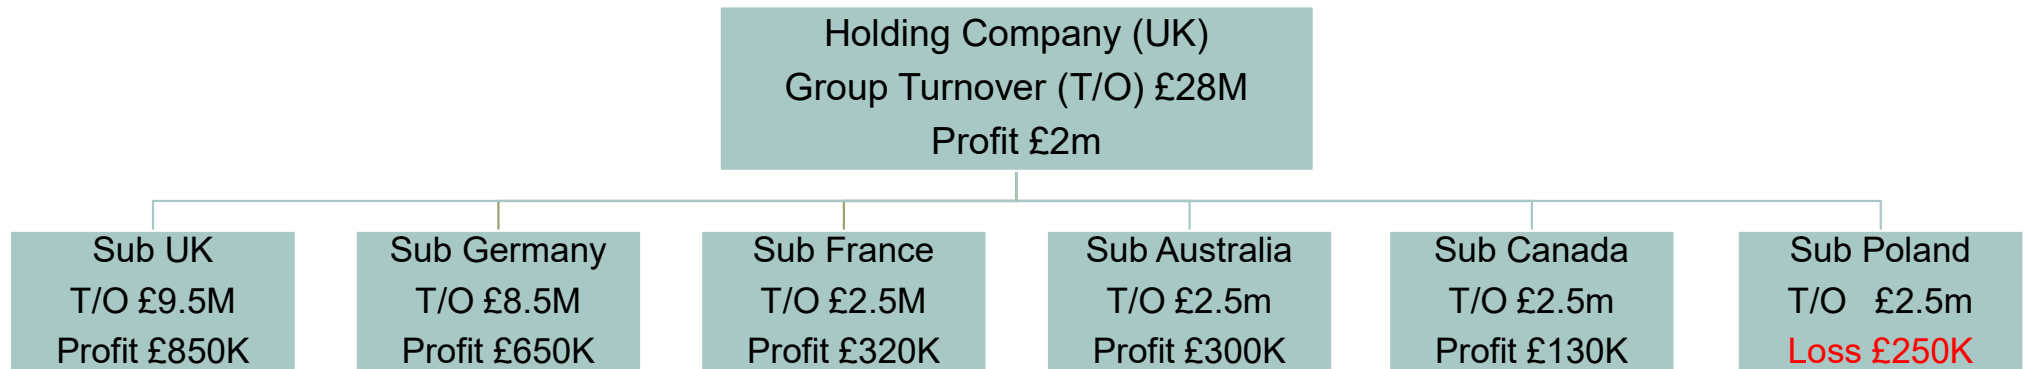 Holding Company (UK)
Group Turnover (T/O) £28M
Profit £2m
Sub UK
T/O £9.5M
Profit £850K
Sub Germany
T/O £8.5M
Profit £650K
Sub France
T/O £2.5M
Profit £320K
Sub Australia
T/O £2.5m
Profit £300K
Sub Canada
T/O £2.5m
Profit £130K
Sub Poland
T/O £2.5m
Loss £250K